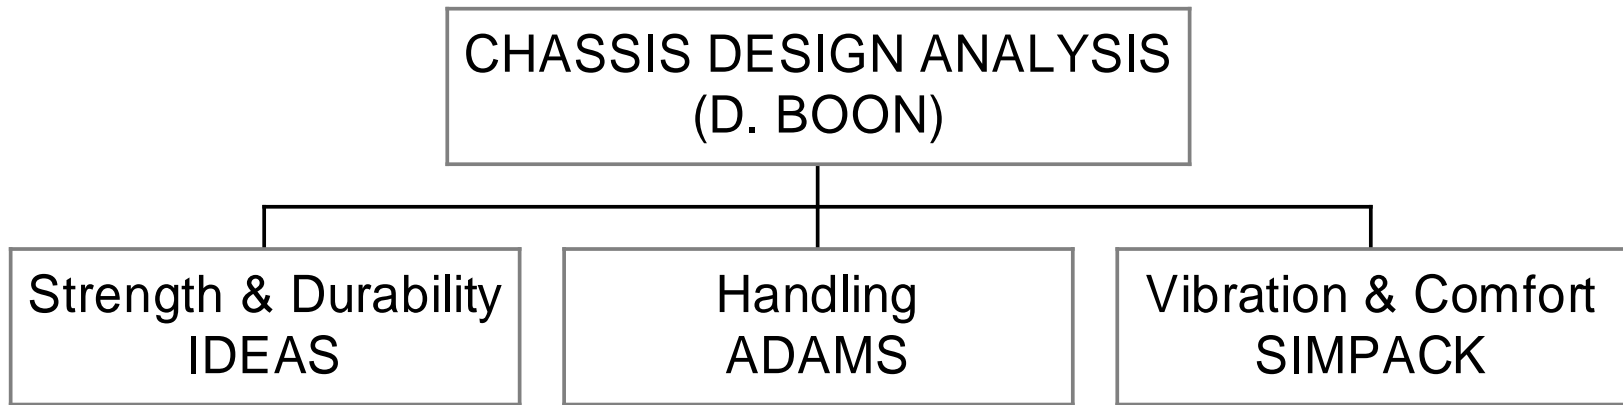 CHASSIS DESIGN ANALYSIS
(D. BOON)
Strength & Durability
IDEAS
Handling
ADAMS
Vibration & Comfort
SIMPACK